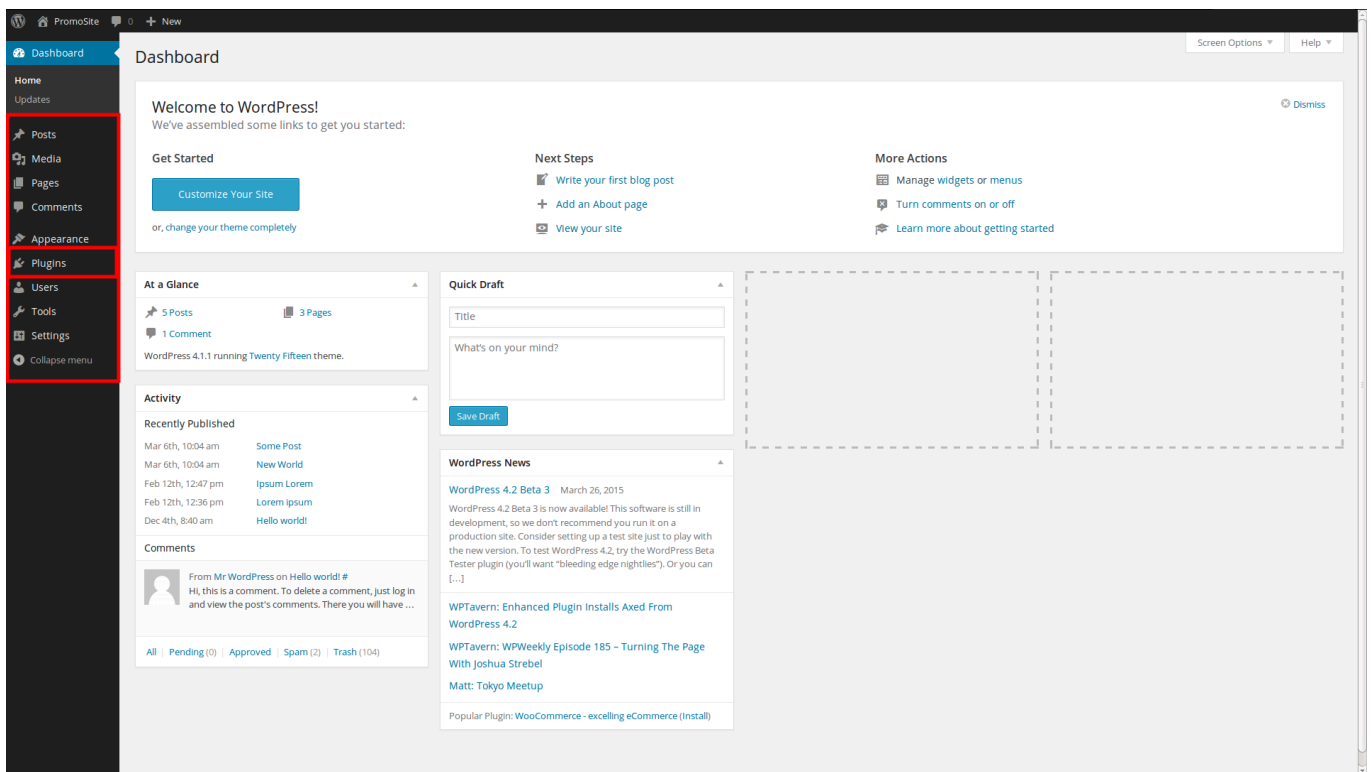 PromoSite 0 New
Dashboard
Home
Updates
Posts
Media
Pages
Comments
Appearance
Plugins
Users
Tools
Settings
Collapse menu
Screen Options Help
Dashboard
Welcome to WordPress!
We've assembled some links to get you started:
Dismiss
Get Started
Customize Your Site
or, change your theme completely
Next Steps
Write your first blog post
Add an About page
View your site
More Actions
Manage widgets or menus
Turn comments on or off
Learn more about getting started
At a Glance
5 Posts 3 Pages
1 Comment
WordPress 4.1.1 running Twenty Fifteen theme.
Activity
Recently Published
Mar 6th, 10:04 am Some Post
Mar 6th, 10:04 am New World
Feb 12th, 12:47 pm Ipsum Lorem
Feb 12th, 12:36 pm Lorem ipsum
Dec 4th, 8:40 am Hello world!
Comments
From Mr WordPress on Hello world! #
Hi, this is a comment. To delete a comment, just log in
and view the post's comments. There you will have …
All | Pending (0) | Approved | Spam (2) | Trash (104)
Quick Draft
Title
What's on your mind?
Save Draft
WordPress News
WordPress 4.2 Beta 3 March 26, 2015
WordPress 4.2 Beta 3 is now available! This software is still in
development, so we don't recommend you run it on a
production site. Consider setting up a test site just to play with
the new version. To test WordPress 4.2, try the WordPress Beta
Tester plugin (you'll want "bleeding edge nightlies"). Or you can
[…]
WPTavern: Enhanced Plugin Installs Axed From
WordPress 4.2
WPTavern: WPWeekly Episode 185 – Turning The Page
With Joshua Strebel
Matt: Tokyo Meetup
Popular Plugin: WooCommerce - excelling eCommerce (Install)